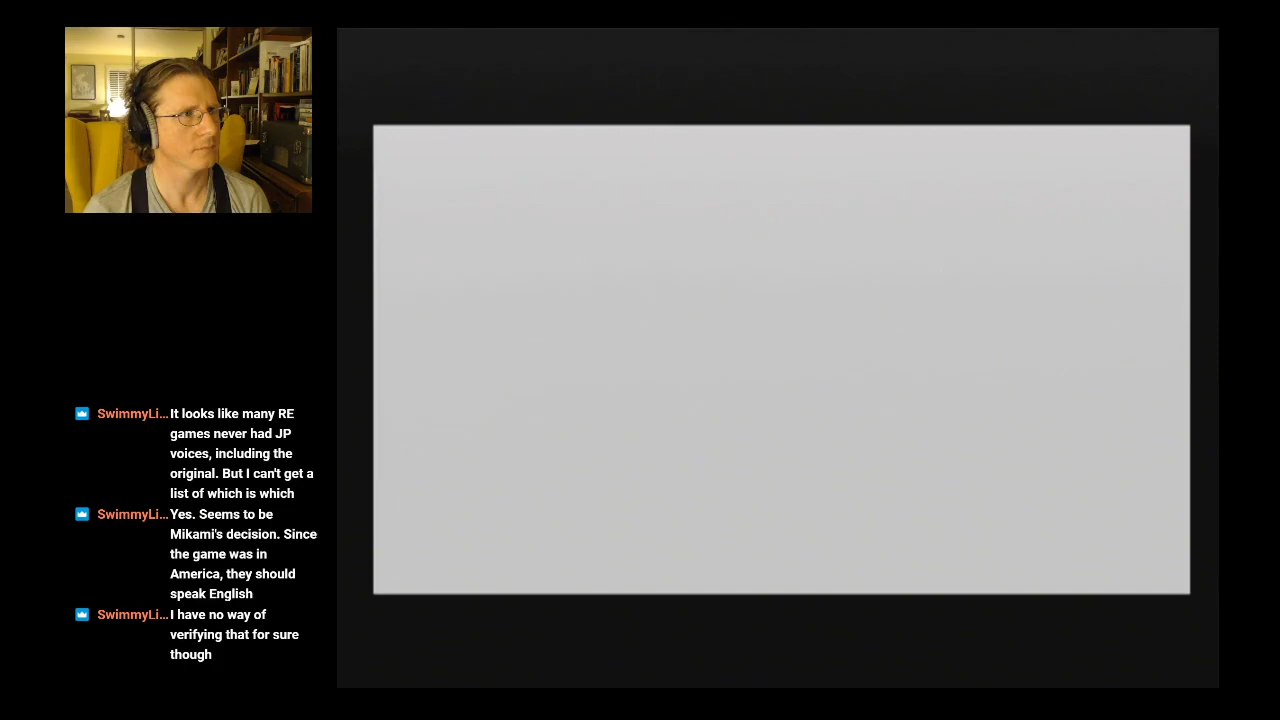 SwimmyLi... It looks like many RE
games never had JP
voices, including the
original. But I can't get a
list of which is which
SwimmyLi... Yes. Seems to be
Mikami's decision. Since
the game was in
America, they should
speak English
SwimmyLi... I have no way of
verifying that for sure
though